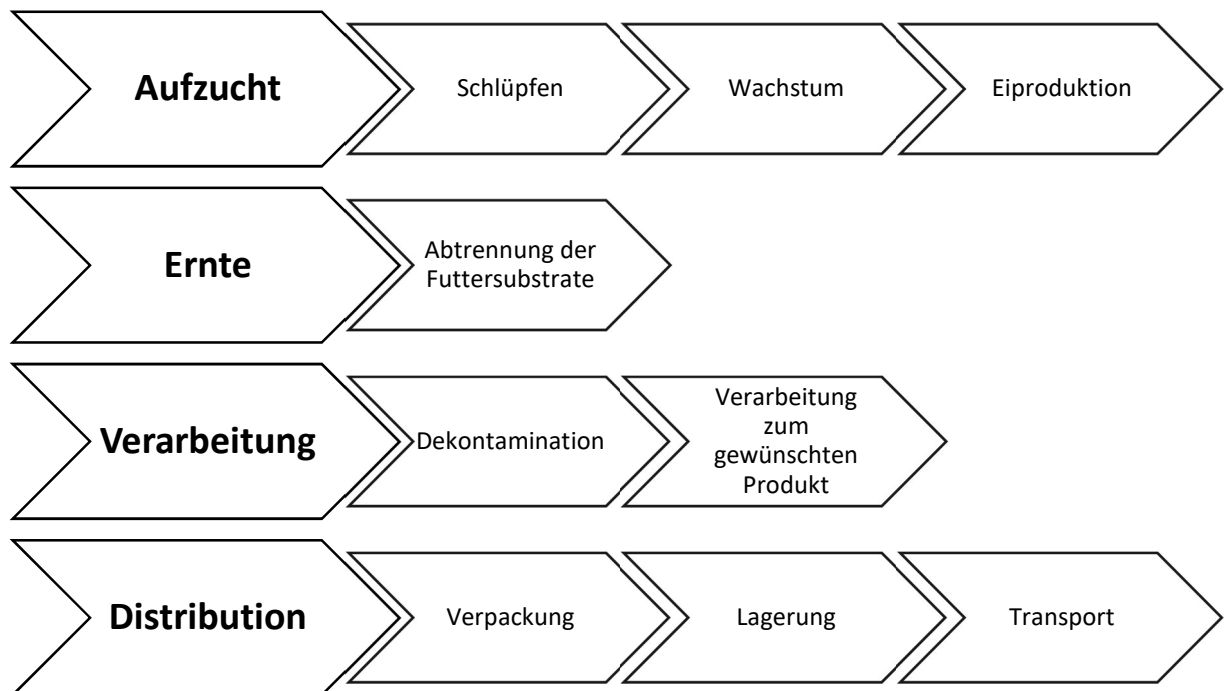 Aufzucht
Schlüpfen
Wachstum
Eiproduktion
Ernte
Abtrennung der
Futtersubstrate
Verarbeitung
Dekontamination
Verarbeitung
zum
gewünschten
Produkt
Distribution
Verpackung
Lagerung
Transport